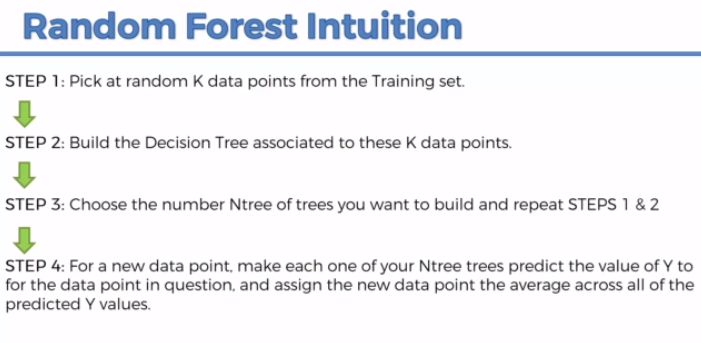 Random Forest Intuition
STEP 1: Pick at random K data points from the Training set.
STEP 2: Build the Decision Tree associated to these K data points.
STEP 3: Choose the number Ntree of trees you want to build and repeat STEPS 1 & 2
STEP 4: For a new data point, make each one of your Ntree trees predict the value of Y to
for the data point in question, and assign the new data point the average across all of the
predicted Y values.